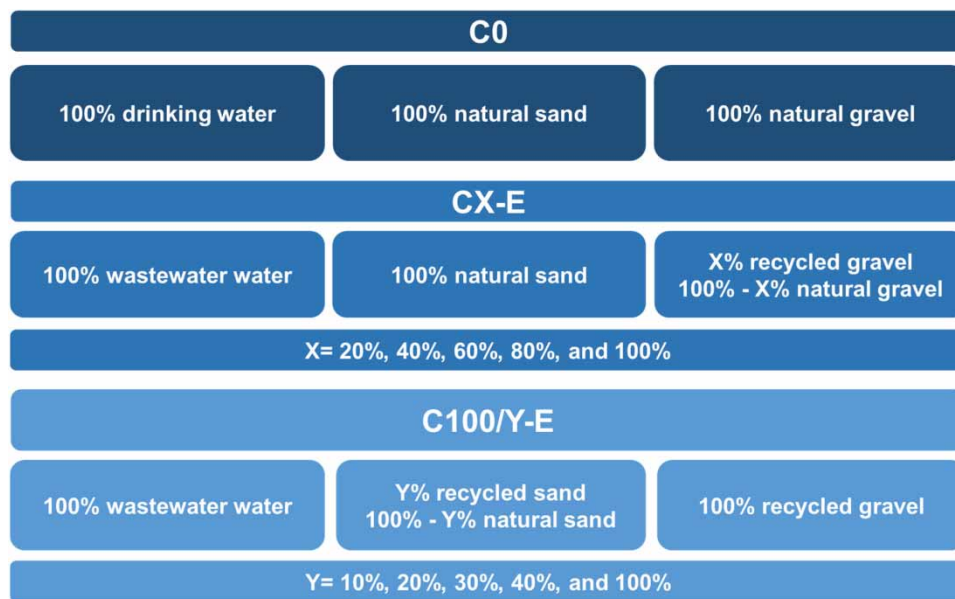 C0
100% drinking water
100% natural sand
100% natural gravel
CX-E
100% wastewater water
100% natural sand
X% recycled gravel
100% - X% natural gravel
X= 20%, 40%, 60%, 80%, and 100%
C100/Y-E
100% wastewater water
Y% recycled sand
100% - Y% natural sand
100% recycled gravel
Y= 10%, 20%, 30%, 40%, and 100%